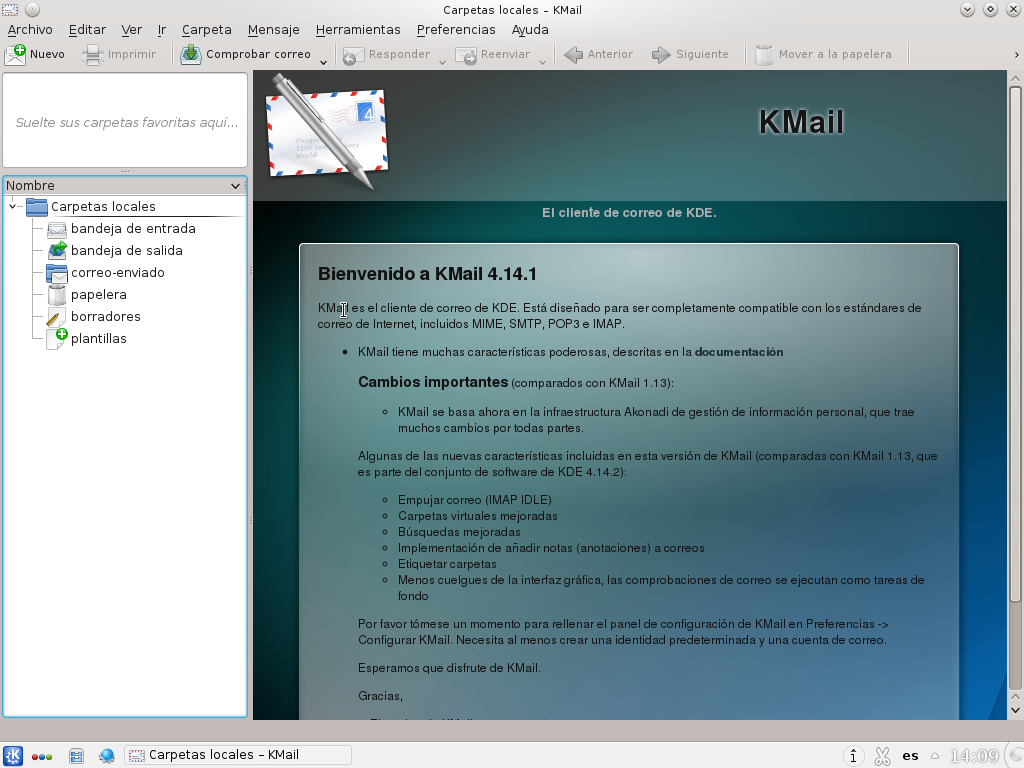 Carpetas locales – KMail
Archivo Editar Ver Ir Carpeta Mensaje Herramientas Preferencias Ayuda
Nuevo Imprimir Comprobar correo Responder Reenviar Anterior Siguiente Mover a la papelera
Suelte sus carpetas favoritas aquí...
Nombre
Carpetas locales
bandeja de entrada
bandeja de salida
correo-enviado
papelera
borradores
plantillas
KMail
El cliente de correo de KDE.
Bienvenido a KMail 4.14.1
KMail es el cliente de correo de KDE. Está diseñado para ser completamente compatible con los estándares de
correo de Internet, incluidos MIME, SMTP, POP3 e IMAP.
KMail tiene muchas características poderosas, descritas en la documentación
Cambios importantes (comparados con KMail 1.13):
KMail se basa ahora en la infraestructura Akonadi de gestión de información personal, que trae
muchos cambios por todas partes.
Algunas de las nuevas características incluidas en esta versión de KMail (comparadas con KMail 1.13, que
es parte del conjunto de software de KDE 4.14.2):
Empujar correo (IMAP IDLE)
Carpetas virtuales mejoradas
Búsquedas mejoradas
Implementación de añadir notas (anotaciones) a correos
Etiquetar carpetas
Menos cuelgues de la interfaz gráfica, las comprobaciones de correo se ejecutan como tareas de
fondo
Por favor tómese un momento para rellenar el panel de configuración de KMail en Preferencias ->
Configurar KMail. Necesita al menos crear una identidad predeterminada y una cuenta de correo.
Esperamos que disfrute de KMail.
Gracias,
Carpetas locales – KMail
es
14:09